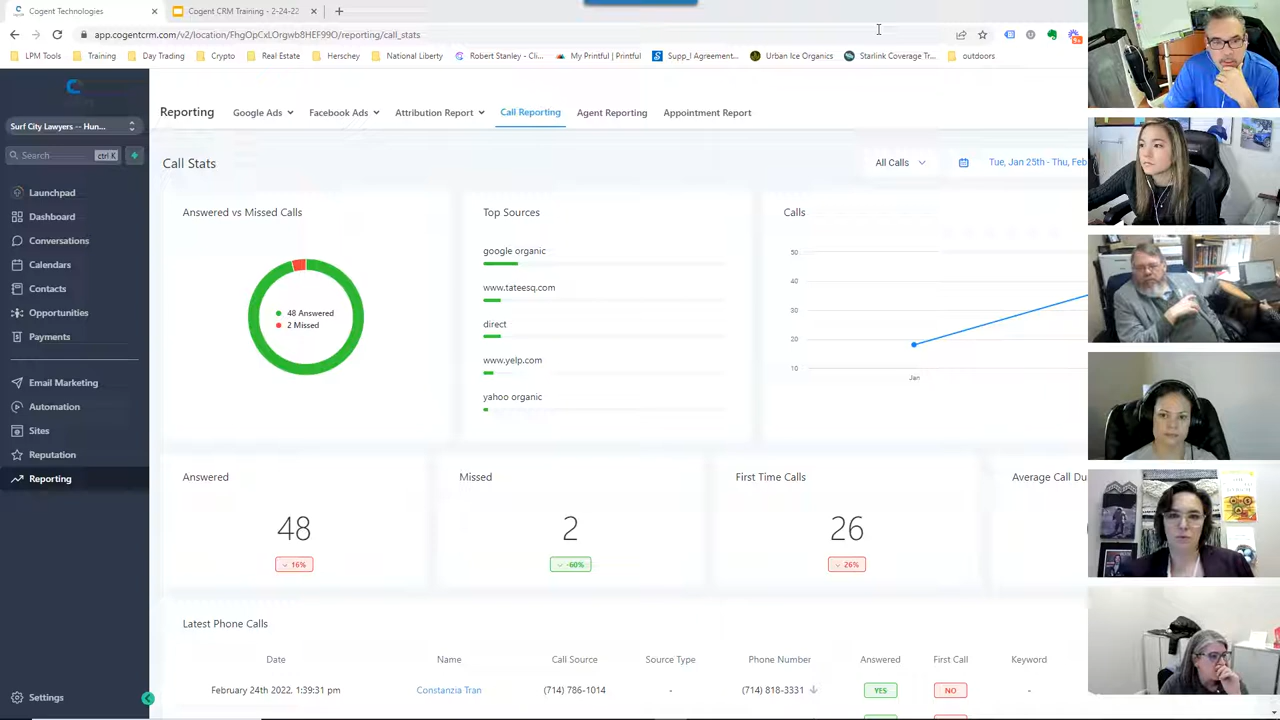 Cogent Technologies
Cogent CRM Training - 2-24-22
app.cogentcrm.com/v2/location/FhgOpCxLOrgwb8HEF99O/reporting/call_stats
LPM Tools
Training
Day Trading
Crypto
Real Estate
Herschey
National Liberty
Robert Stanley - Cli...
My Printful | Printful
Supp_l Agreement...
Urban Ice Organics
Starlink Coverage Tr...
outdoors
Surf City Lawyers -- Hun...
Search
ctrl K
Launchpad
Dashboard
Conversations
Calendars
Contacts
Opportunities
Payments
Email Marketing
Automation
Sites
Reputation
Reporting
Settings
Reporting
Google Ads
Facebook Ads
Attribution Report
Call Reporting
Agent Reporting
Appointment Report
Call Stats
All Calls
Tue, Jan 25th - Thu, Feb
Answered vs Missed Calls
48 Answered
2 Missed
Top Sources
google organic
www.tateesq.com
direct
www.yelp.com
yahoo organic
Calls
50
40
30
20
10
Jan
Answered
48
16%
Missed
2
-60%
First Time Calls
26
26%
Average Call Du
Latest Phone Calls
Date Name Call Source Source Type Phone Number Answered First Call Keyword
February 24th 2022, 1:39:31 pm Constanzia Tran (714) 786-1014 - (714) 818-3331 YES NO -